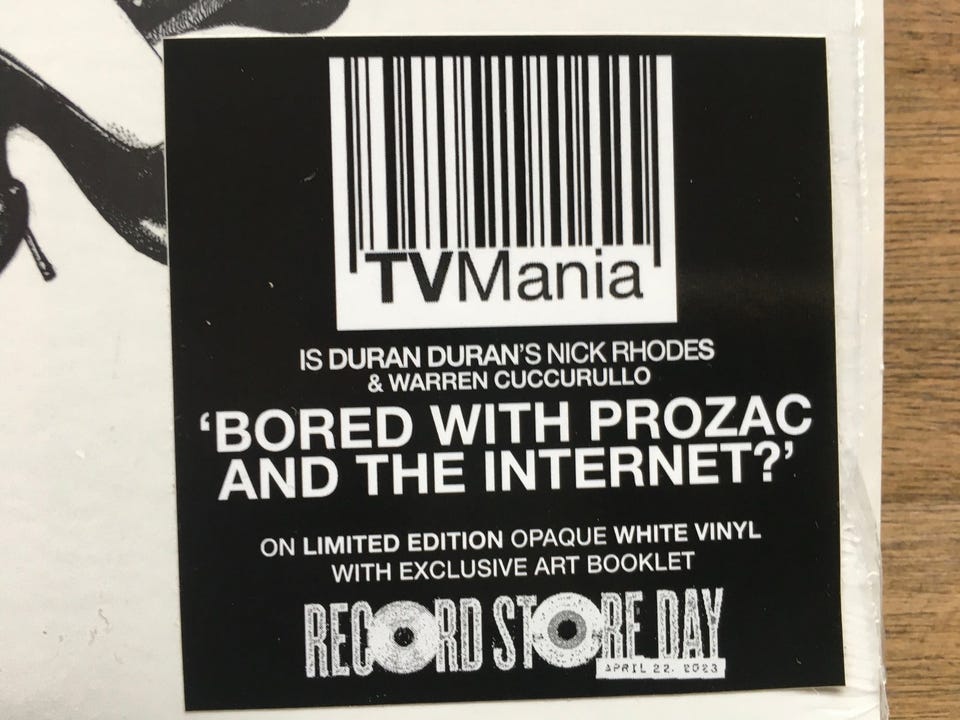 TVMania
IS DURAN DURAN'S NICK RHODES
& WARREN CUCCURULLO
‘BORED WITH PROZAC
AND THE INTERNET?’
ON LIMITED EDITION OPAQUE WHITE VINYL
WITH EXCLUSIVE ART BOOKLET
RECORD STORE DAY
APRIL 22. 2023